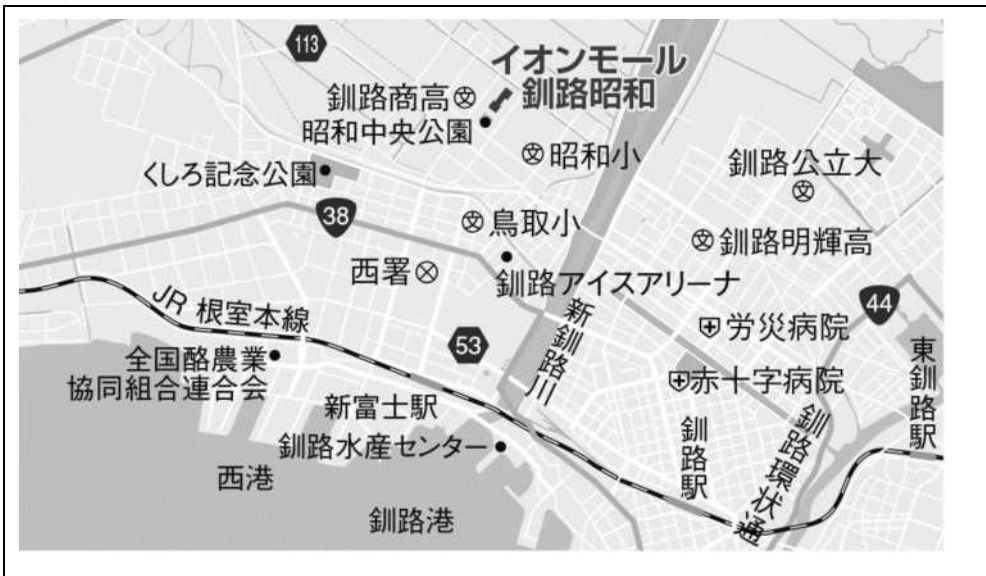 113
イオンモール
釧路昭和
釧路商高
昭和中央公園
昭和小
釧路公立大
くしろ記念公園
38
鳥取小
釧路明輝高
西署
釧路アイスアリーナ
44
JR 根室本線
新釧路川
労災病院
53
東釧路駅
全国酪農業
協同組合連合会
赤十字病院
新富士駅
釧路駅
釧路環状通
釧路水産センター
西港
釧路港